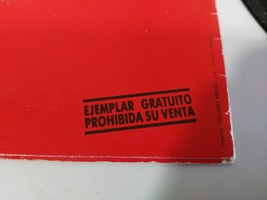 EJEMPLAR GRATUITO
PROHIBIDA SU VENTA